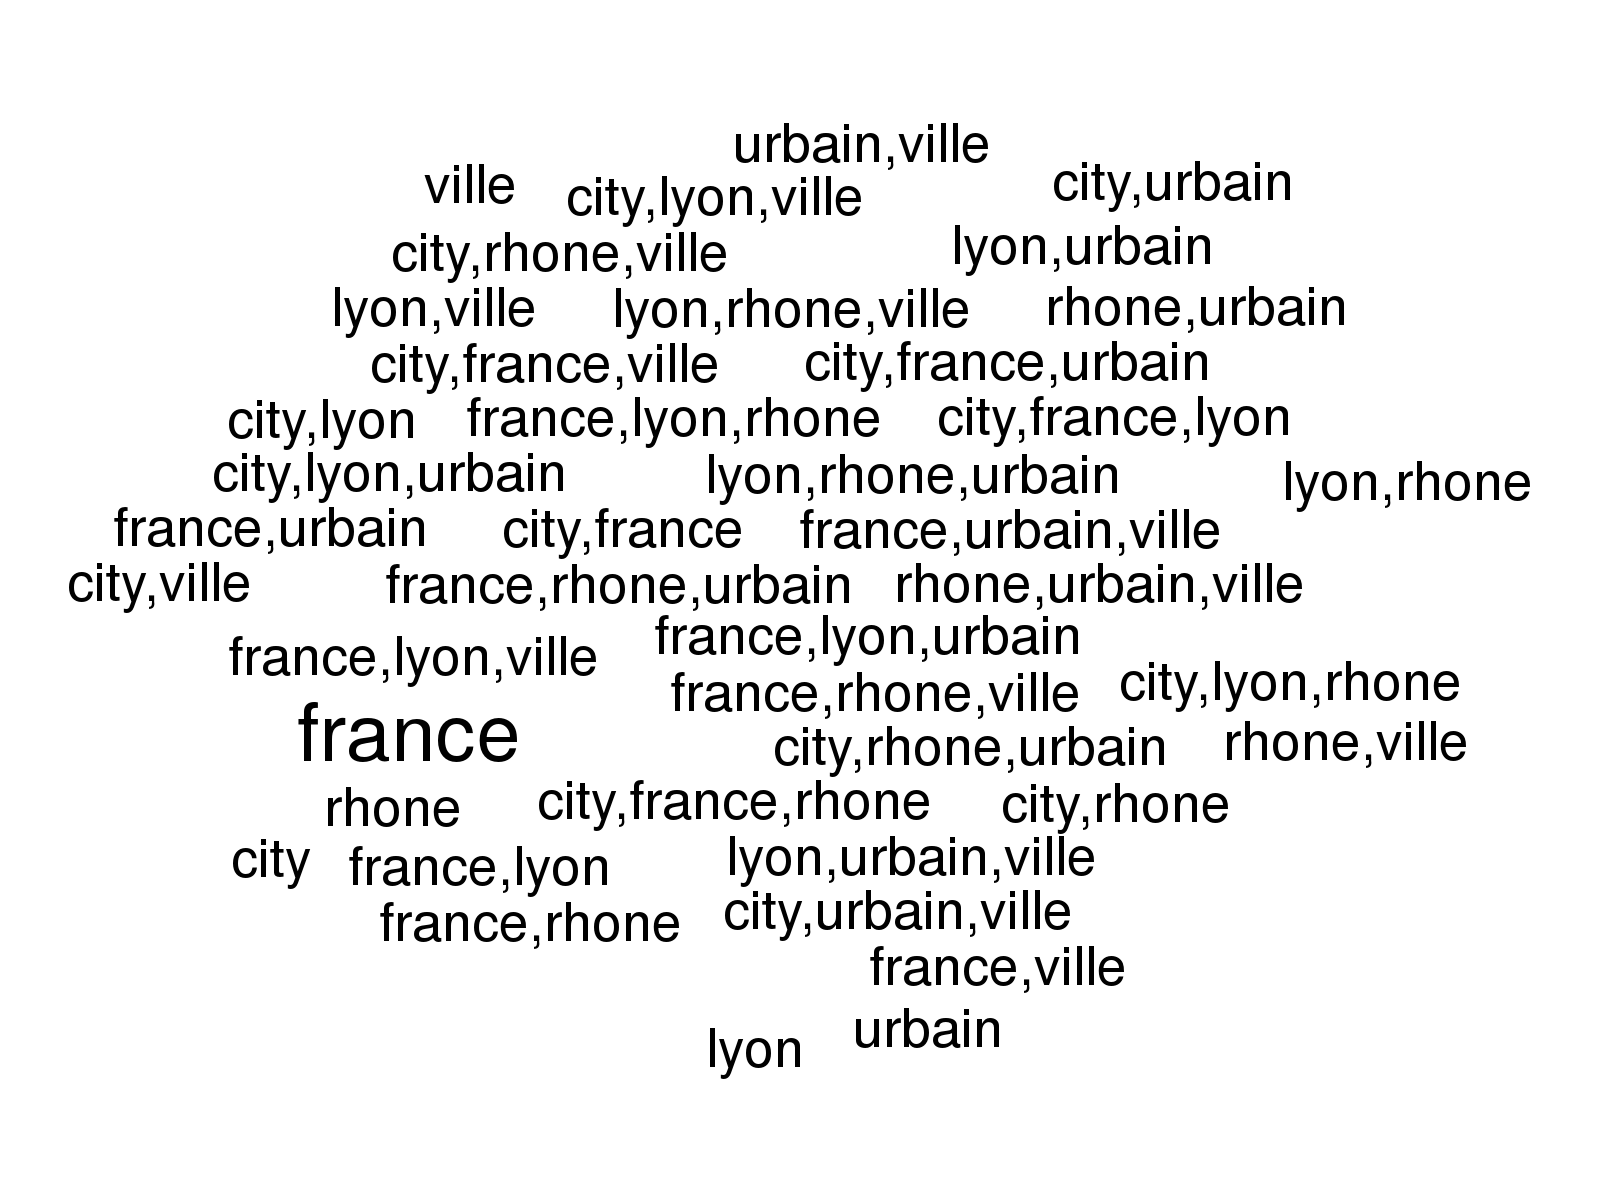 urbain,ville
ville city,lyon,ville city,urbain
city,rhone,ville lyon,urbain
lyon,ville lyon,rhone,ville rhone,urbain
city,france,ville city,france,urbain
city,lyon france,lyon,rhone city,france,lyon
city,lyon,urbain lyon,rhone,urbain lyon,rhone
france,urbain city,france france,urbain,ville
city,ville france,rhone,urbain rhone,urbain,ville
france,lyon,ville france,lyon,urbain
france,rhone,ville city,lyon,rhone
france city,rhone,urbain rhone,ville
rhone city,france,rhone city,rhone
city france,lyon lyon,urbain,ville
france,rhone city,urbain,ville
france,ville
lyon urbain